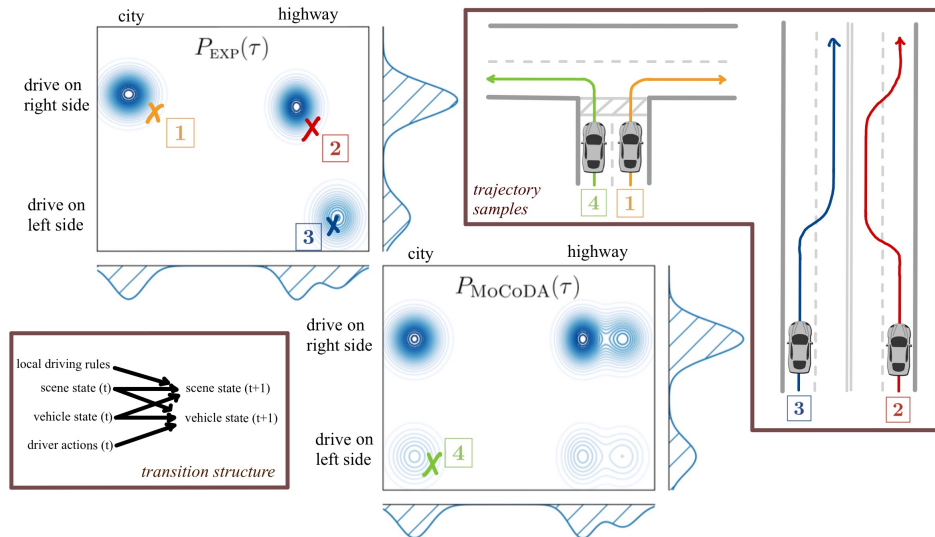 city
highway
P_EXP(τ)
drive on
right side
1
2
drive on
left side
3
trajectory
samples
4
1
3
2
city
highway
P_MoCoDA(τ)
drive on
right side
drive on
left side
4
local driving rules
scene state (t)
scene state (t+1)
vehicle state (t)
vehicle state (t+1)
driver actions (t)
transition structure